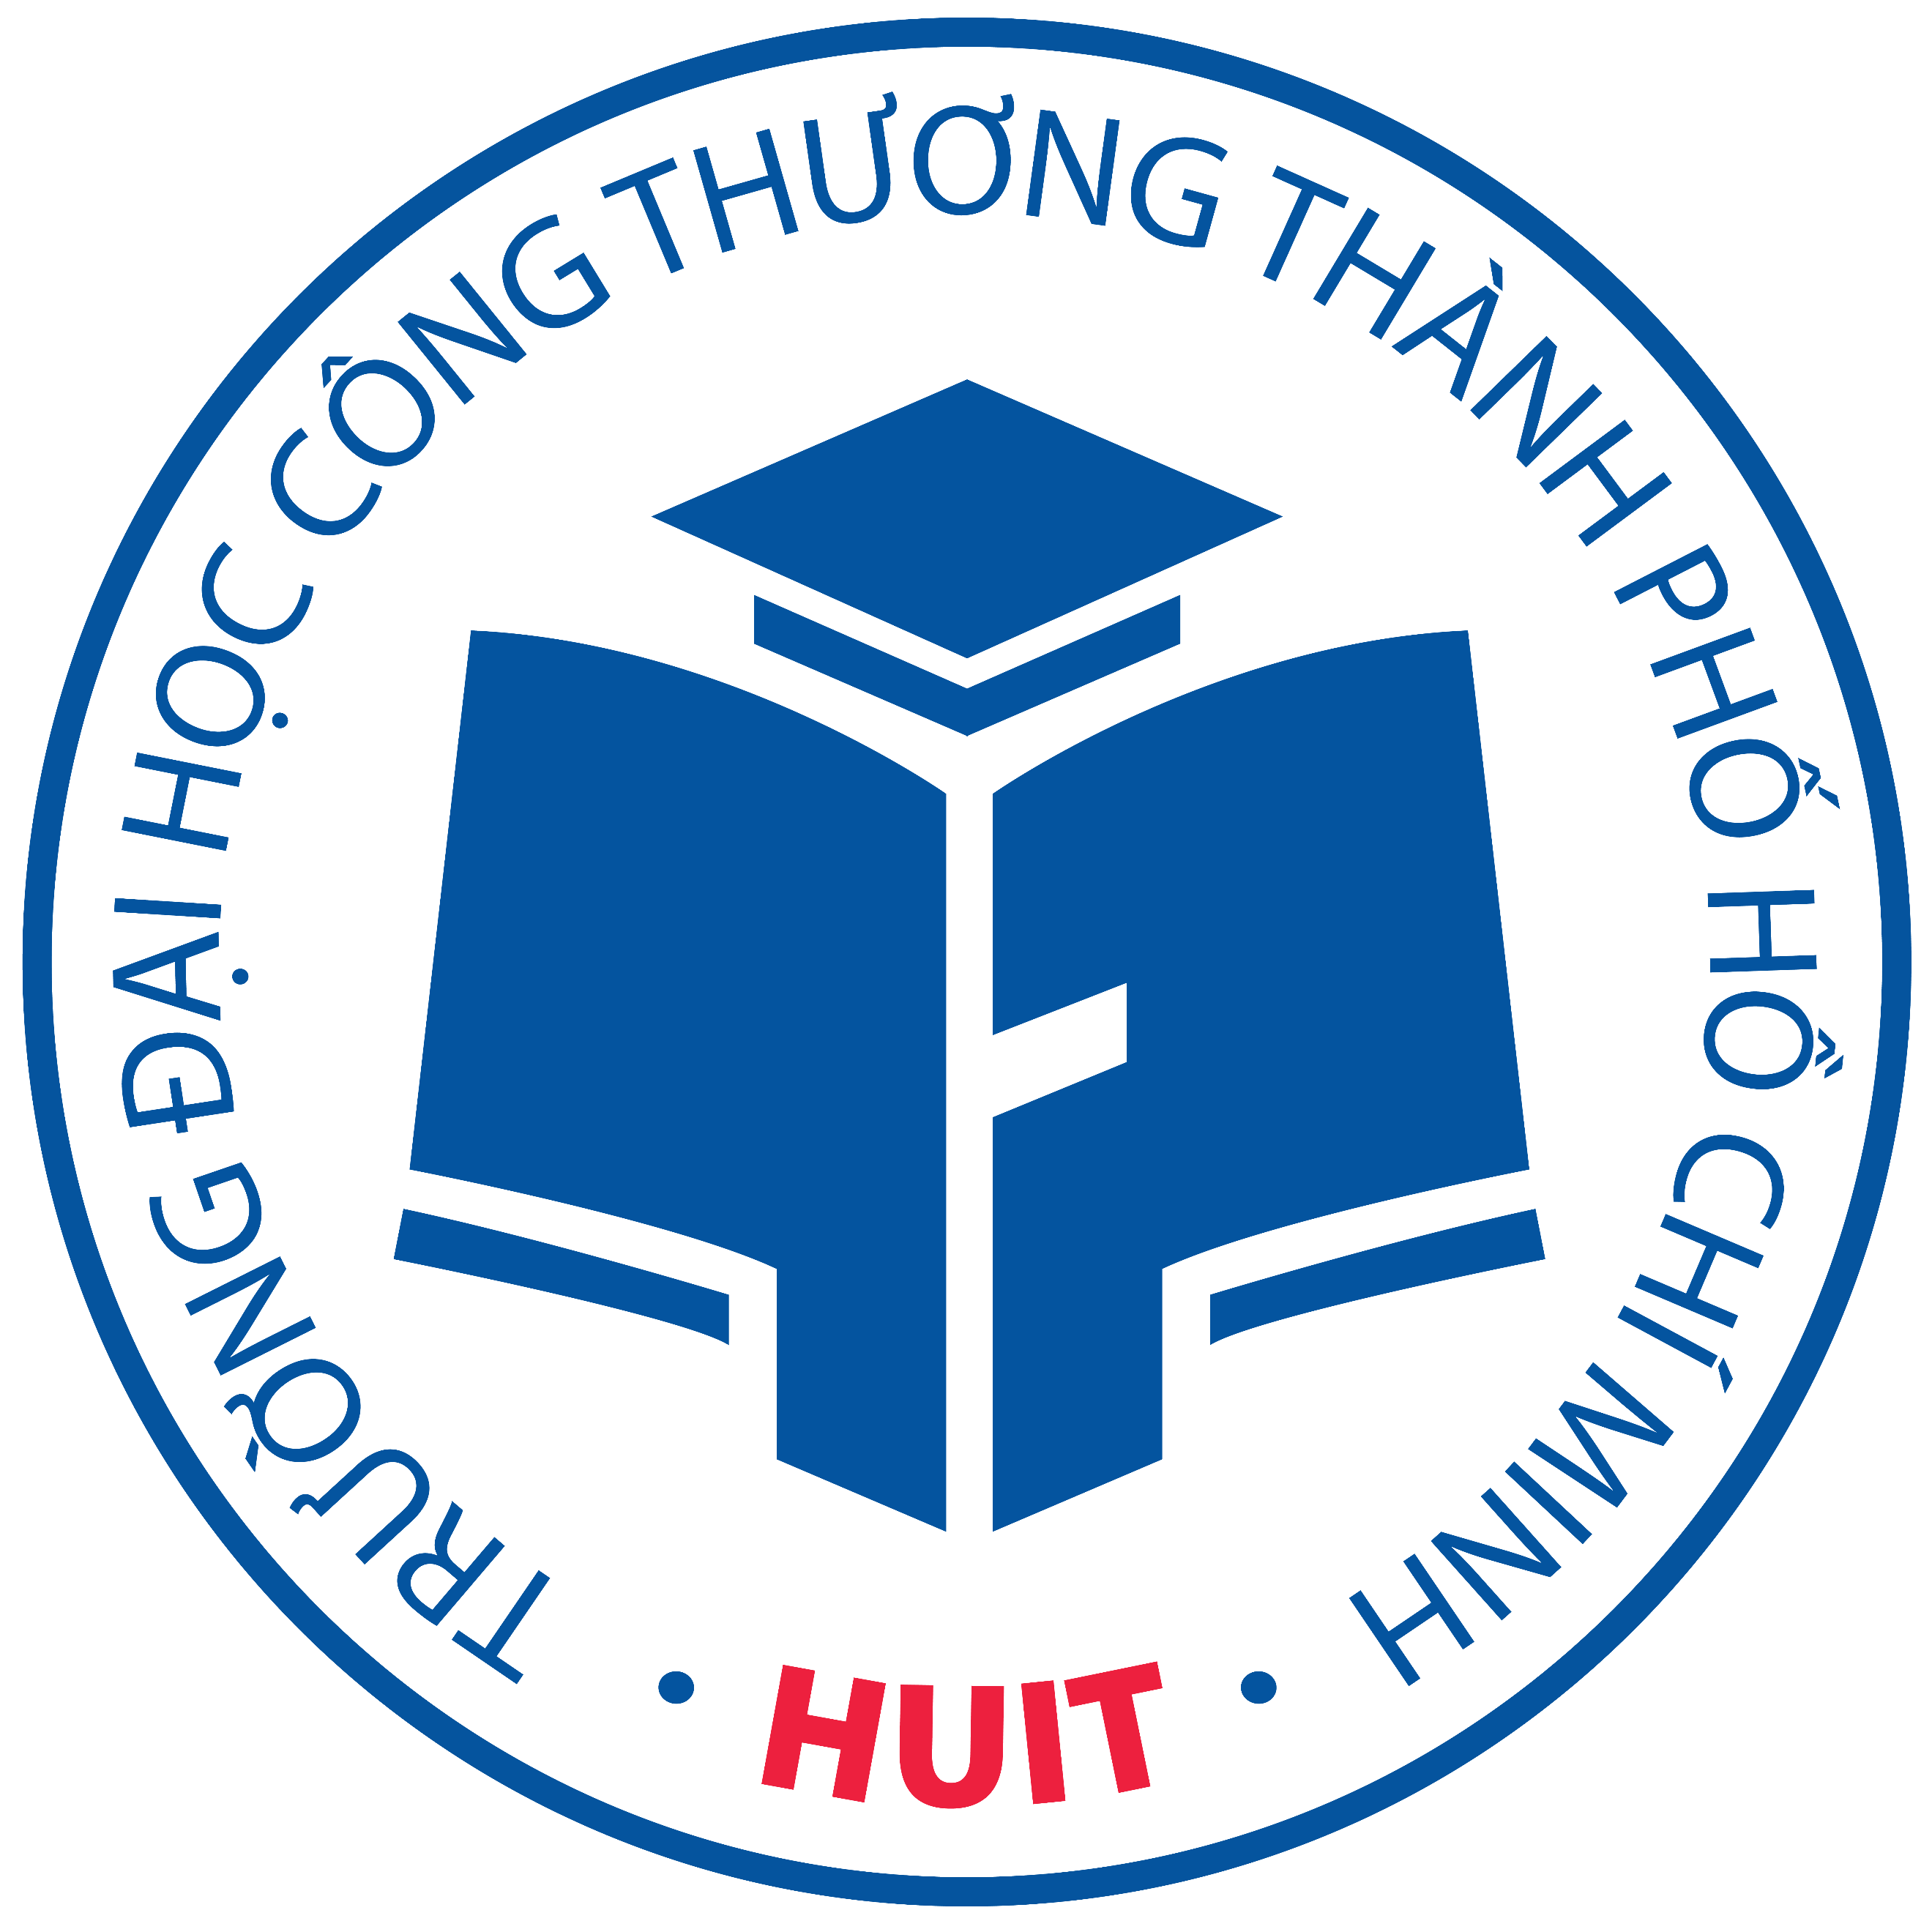 TRƯỜNG ĐẠI HỌC CÔNG THƯƠNG THÀNH PHỐ HỒ CHÍ MINH
• HUIT •